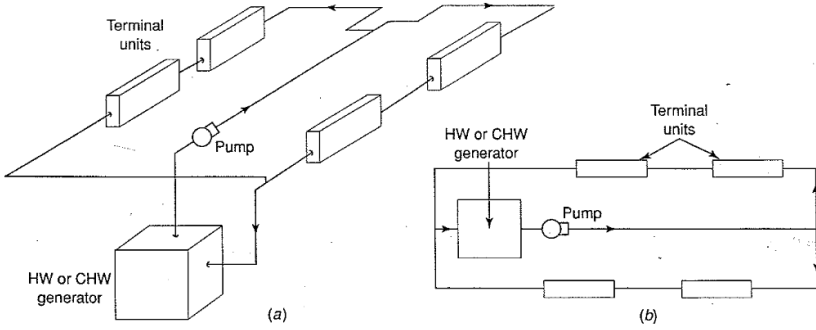 Terminal
units
Pump
HW or CHW
generator
(a)
Terminal
units
HW or CHW
generator
Pump
(b)